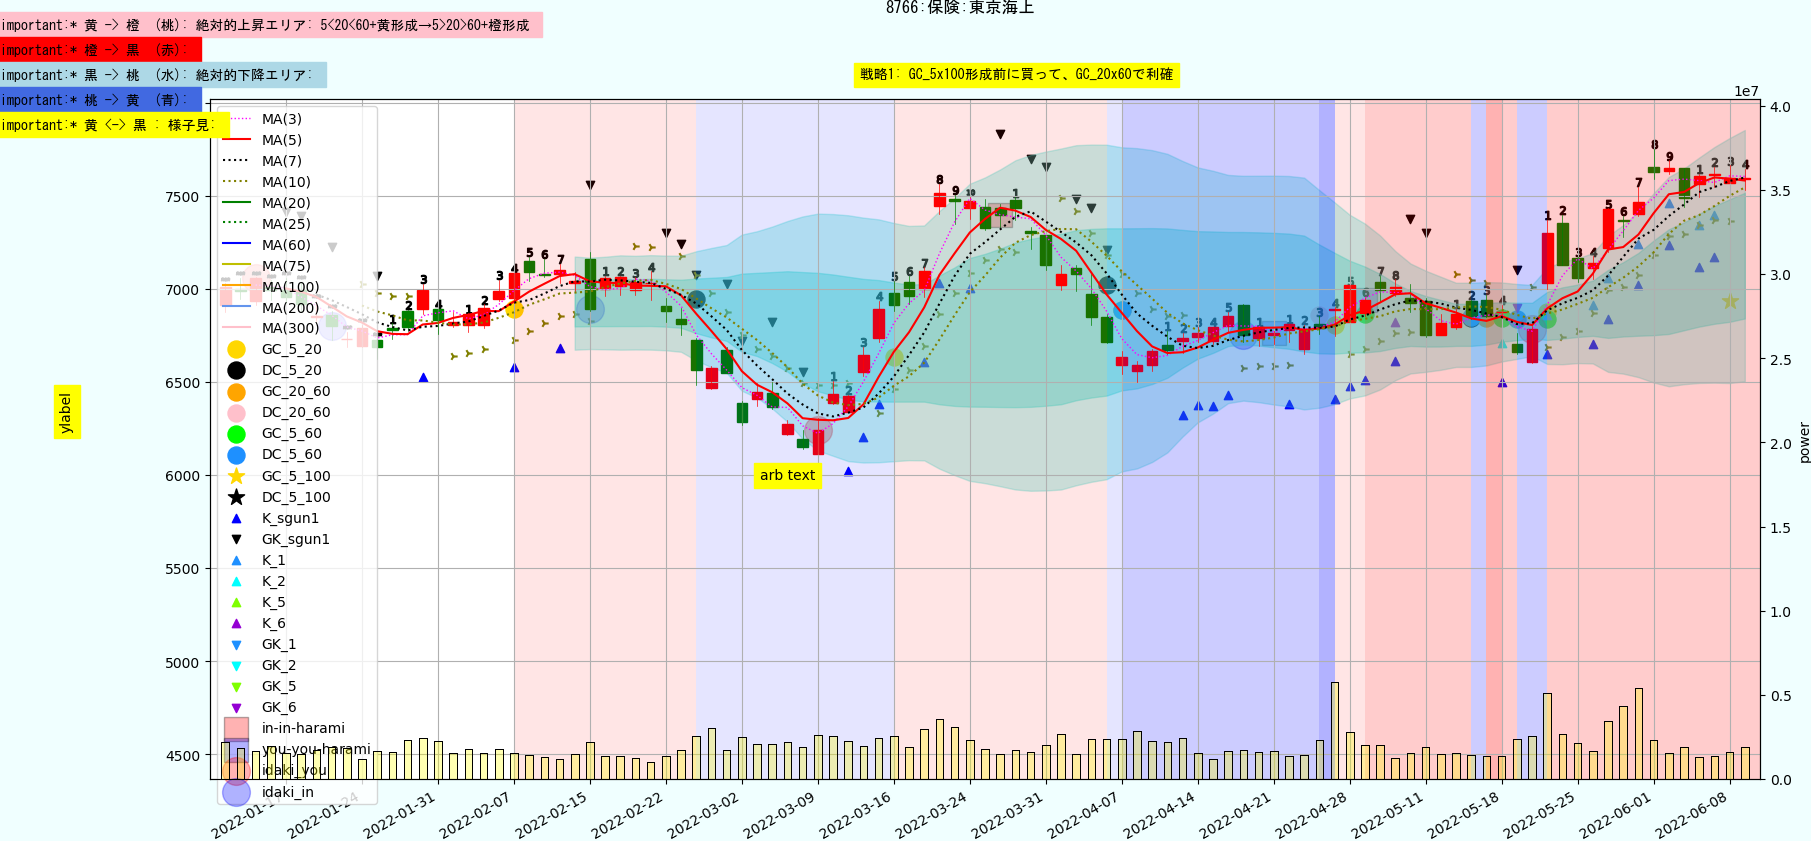 8766:保険:東京海上
important:* 黄 -> 橙 (桃): 絶対的上昇エリア: 5<20<60+黄形成→5>20>60+橙形成
important:* 橙 -> 黒 (赤):
important:* 黒 -> 桃 (水): 絶対的下降エリア:
戦略1: GC_5x100形成前に買って、GC_20x60で利確
important:* 桃 -> 黄 (青):
important:* 黄 <-> 黒 : 様子見:
1e7
MA(3)
MA(5)
MA(7)
MA(10)
MA(20)
MA(25)
MA(60)
MA(75)
MA(100)
MA(200)
MA(300)
GC_5_20
DC_5_20
GC_20_60
DC_20_60
GC_5_60
DC_5_60
GC_5_100
DC_5_100
K_sgun1
GK_sgun1
K_1
K_2
K_5
K_6
GK_1
GK_2
GK_5
GK_6
in-in-harami
you-you-harami
idaki_you
idaki_in
7500
7000
6500
6000
5500
5000
4500
ylabel
arb text
4.0
3.5
3.0
2.5
2.0
1.5
1.0
0.5
0.0
power
2022-01-24
2022-01-31
2022-02-07
2022-02-15
2022-02-22
2022-03-02
2022-03-09
2022-03-16
2022-03-24
2022-03-31
2022-04-07
2022-04-14
2022-04-21
2022-04-28
2022-05-11
2022-05-18
2022-05-25
2022-06-01
2022-06-08